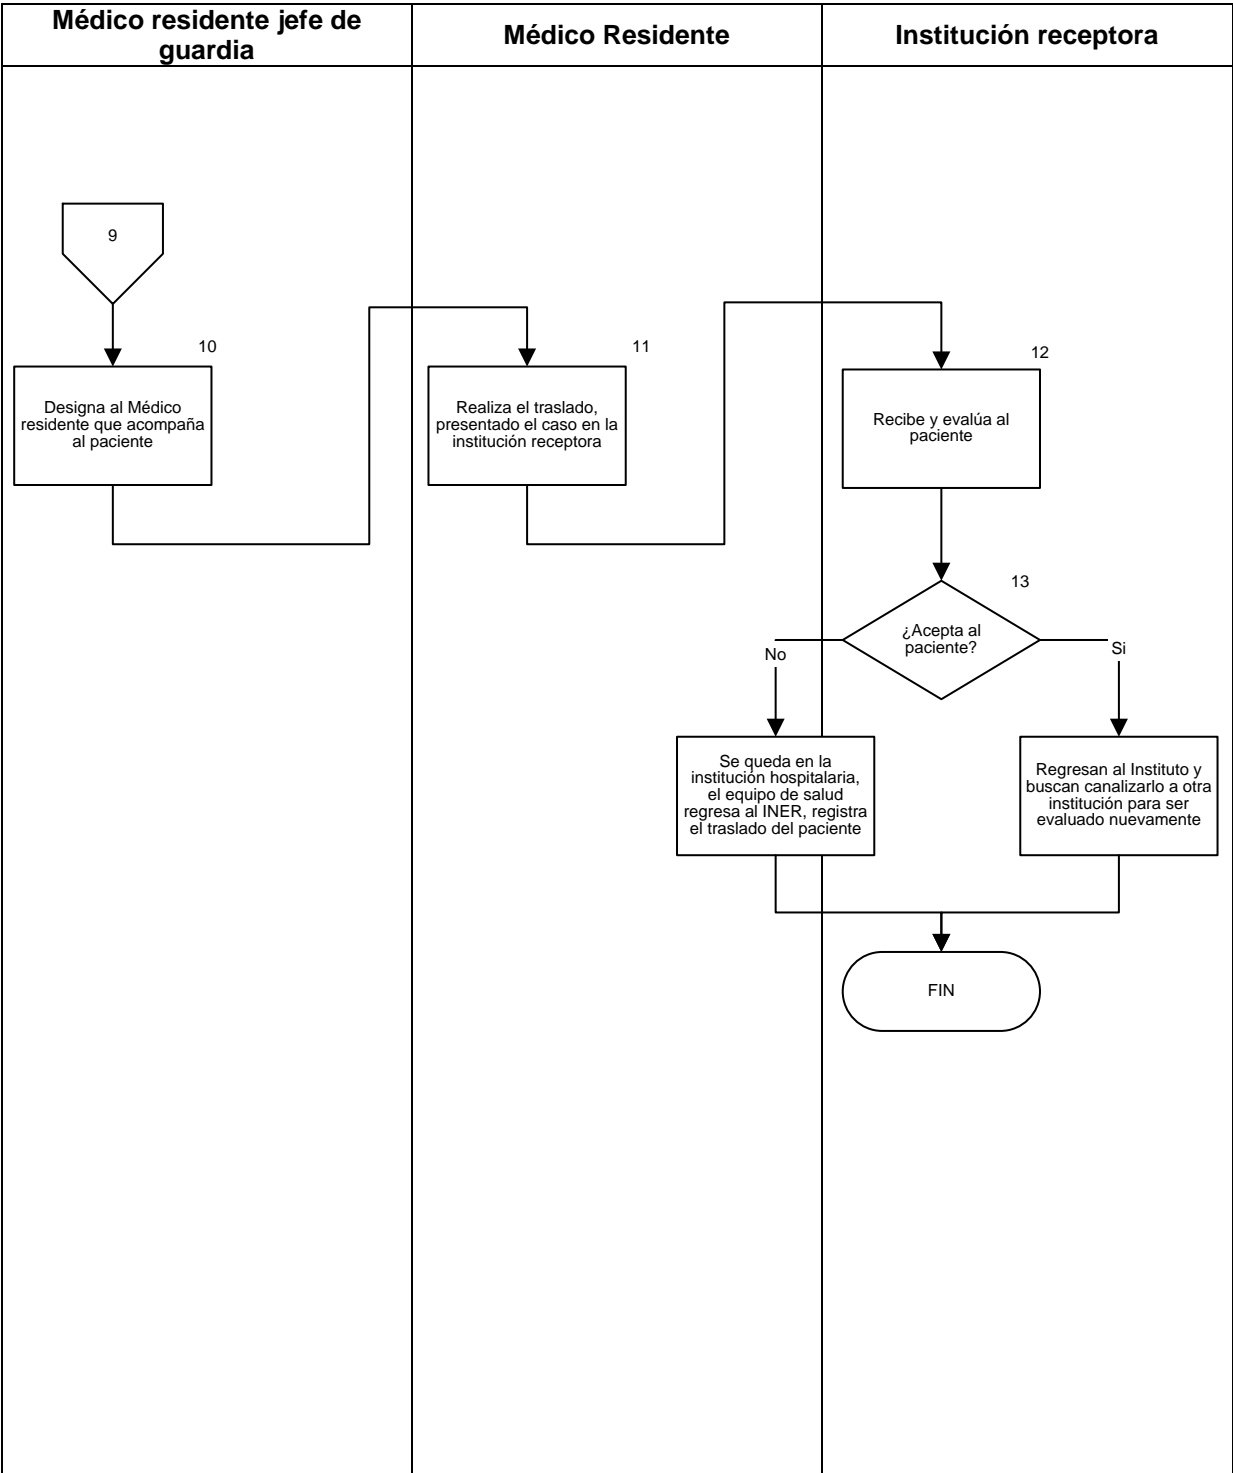 Médico residente jefe de
guardia
Médico Residente
Institución receptora
9
10
Designa al Médico
residente que acompaña
al paciente
11
Realiza el traslado,
presentado el caso en la
institución receptora
12
Recibe y evalúa al
paciente
13
¿Acepta al
paciente?
No
Si
Se queda en la
institución hospitalaria,
el equipo de salud
regresa al INER, registra
el traslado del paciente
Regresan al Instituto y
buscan canalizarlo a otra
institución para ser
evaluado nuevamente
FIN